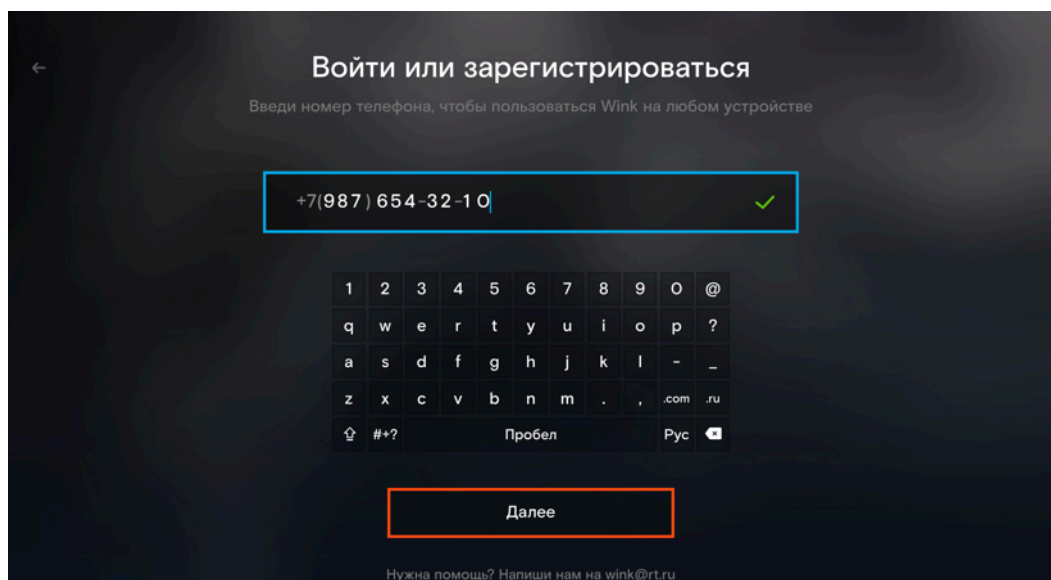 ←
Войти или зарегистрироваться
Введи номер телефона, чтобы пользоваться Wink на любом устройстве
+7(987) 654-32-10
1 2 3 4 5 6 7 8 9 0 @
q w e r t y u i o p ?
a s d f g h j k l - _
z x c v b n m . , .com .ru
#+? Пробел Рус
Далее
Нужна помощь? Напиши нам на wink@rt.ru